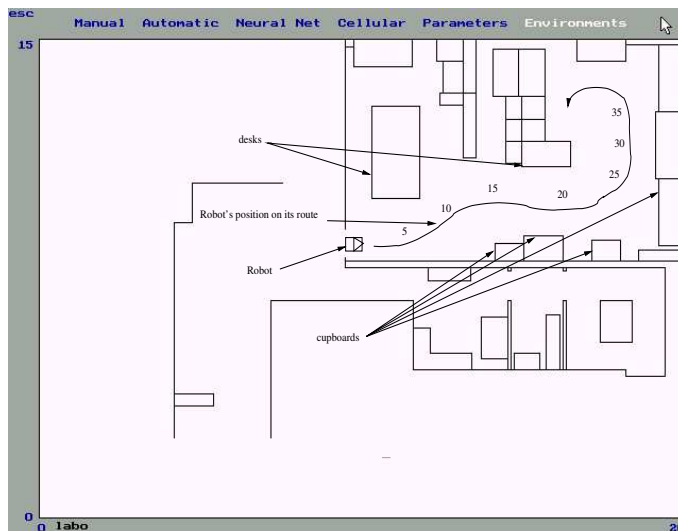 esc
Manual Automatic Neural Net Cellular Parameters Environments
15
35
desks
30
25
15
20
10
Robot's position on its route
5
Robot
cupboards
0
0 labo